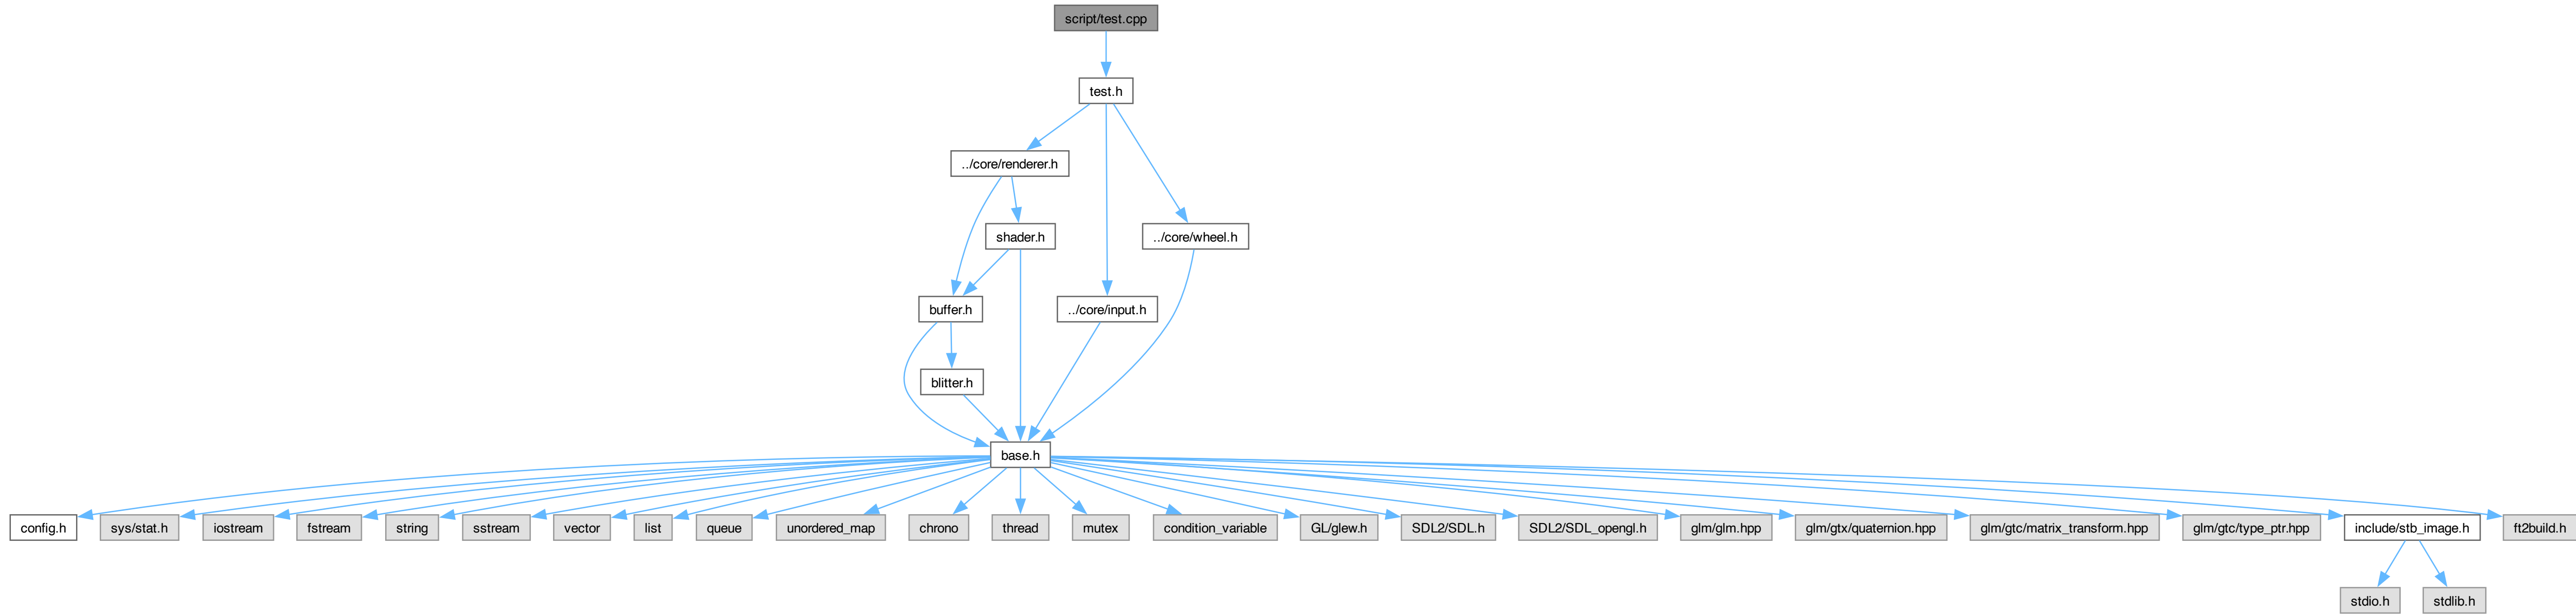 script/test.cpp
test.h
../core/renderer.h
shader.h
../core/wheel.h
buffer.h
../core/input.h
blitter.h
base.h
config.h
sys/stat.h
iostream
fstream
string
sstream
vector
list
queue
unordered_map
chrono
thread
mutex
condition_variable
GL/glew.h
SDL2/SDL.h
SDL2/SDL_opengl.h
glm/glm.hpp
glm/gtx/quaternion.hpp
glm/gtc/matrix_transform.hpp
glm/gtc/type_ptr.hpp
include/stb_image.h
ft2build.h
stdio.h
stdlib.h